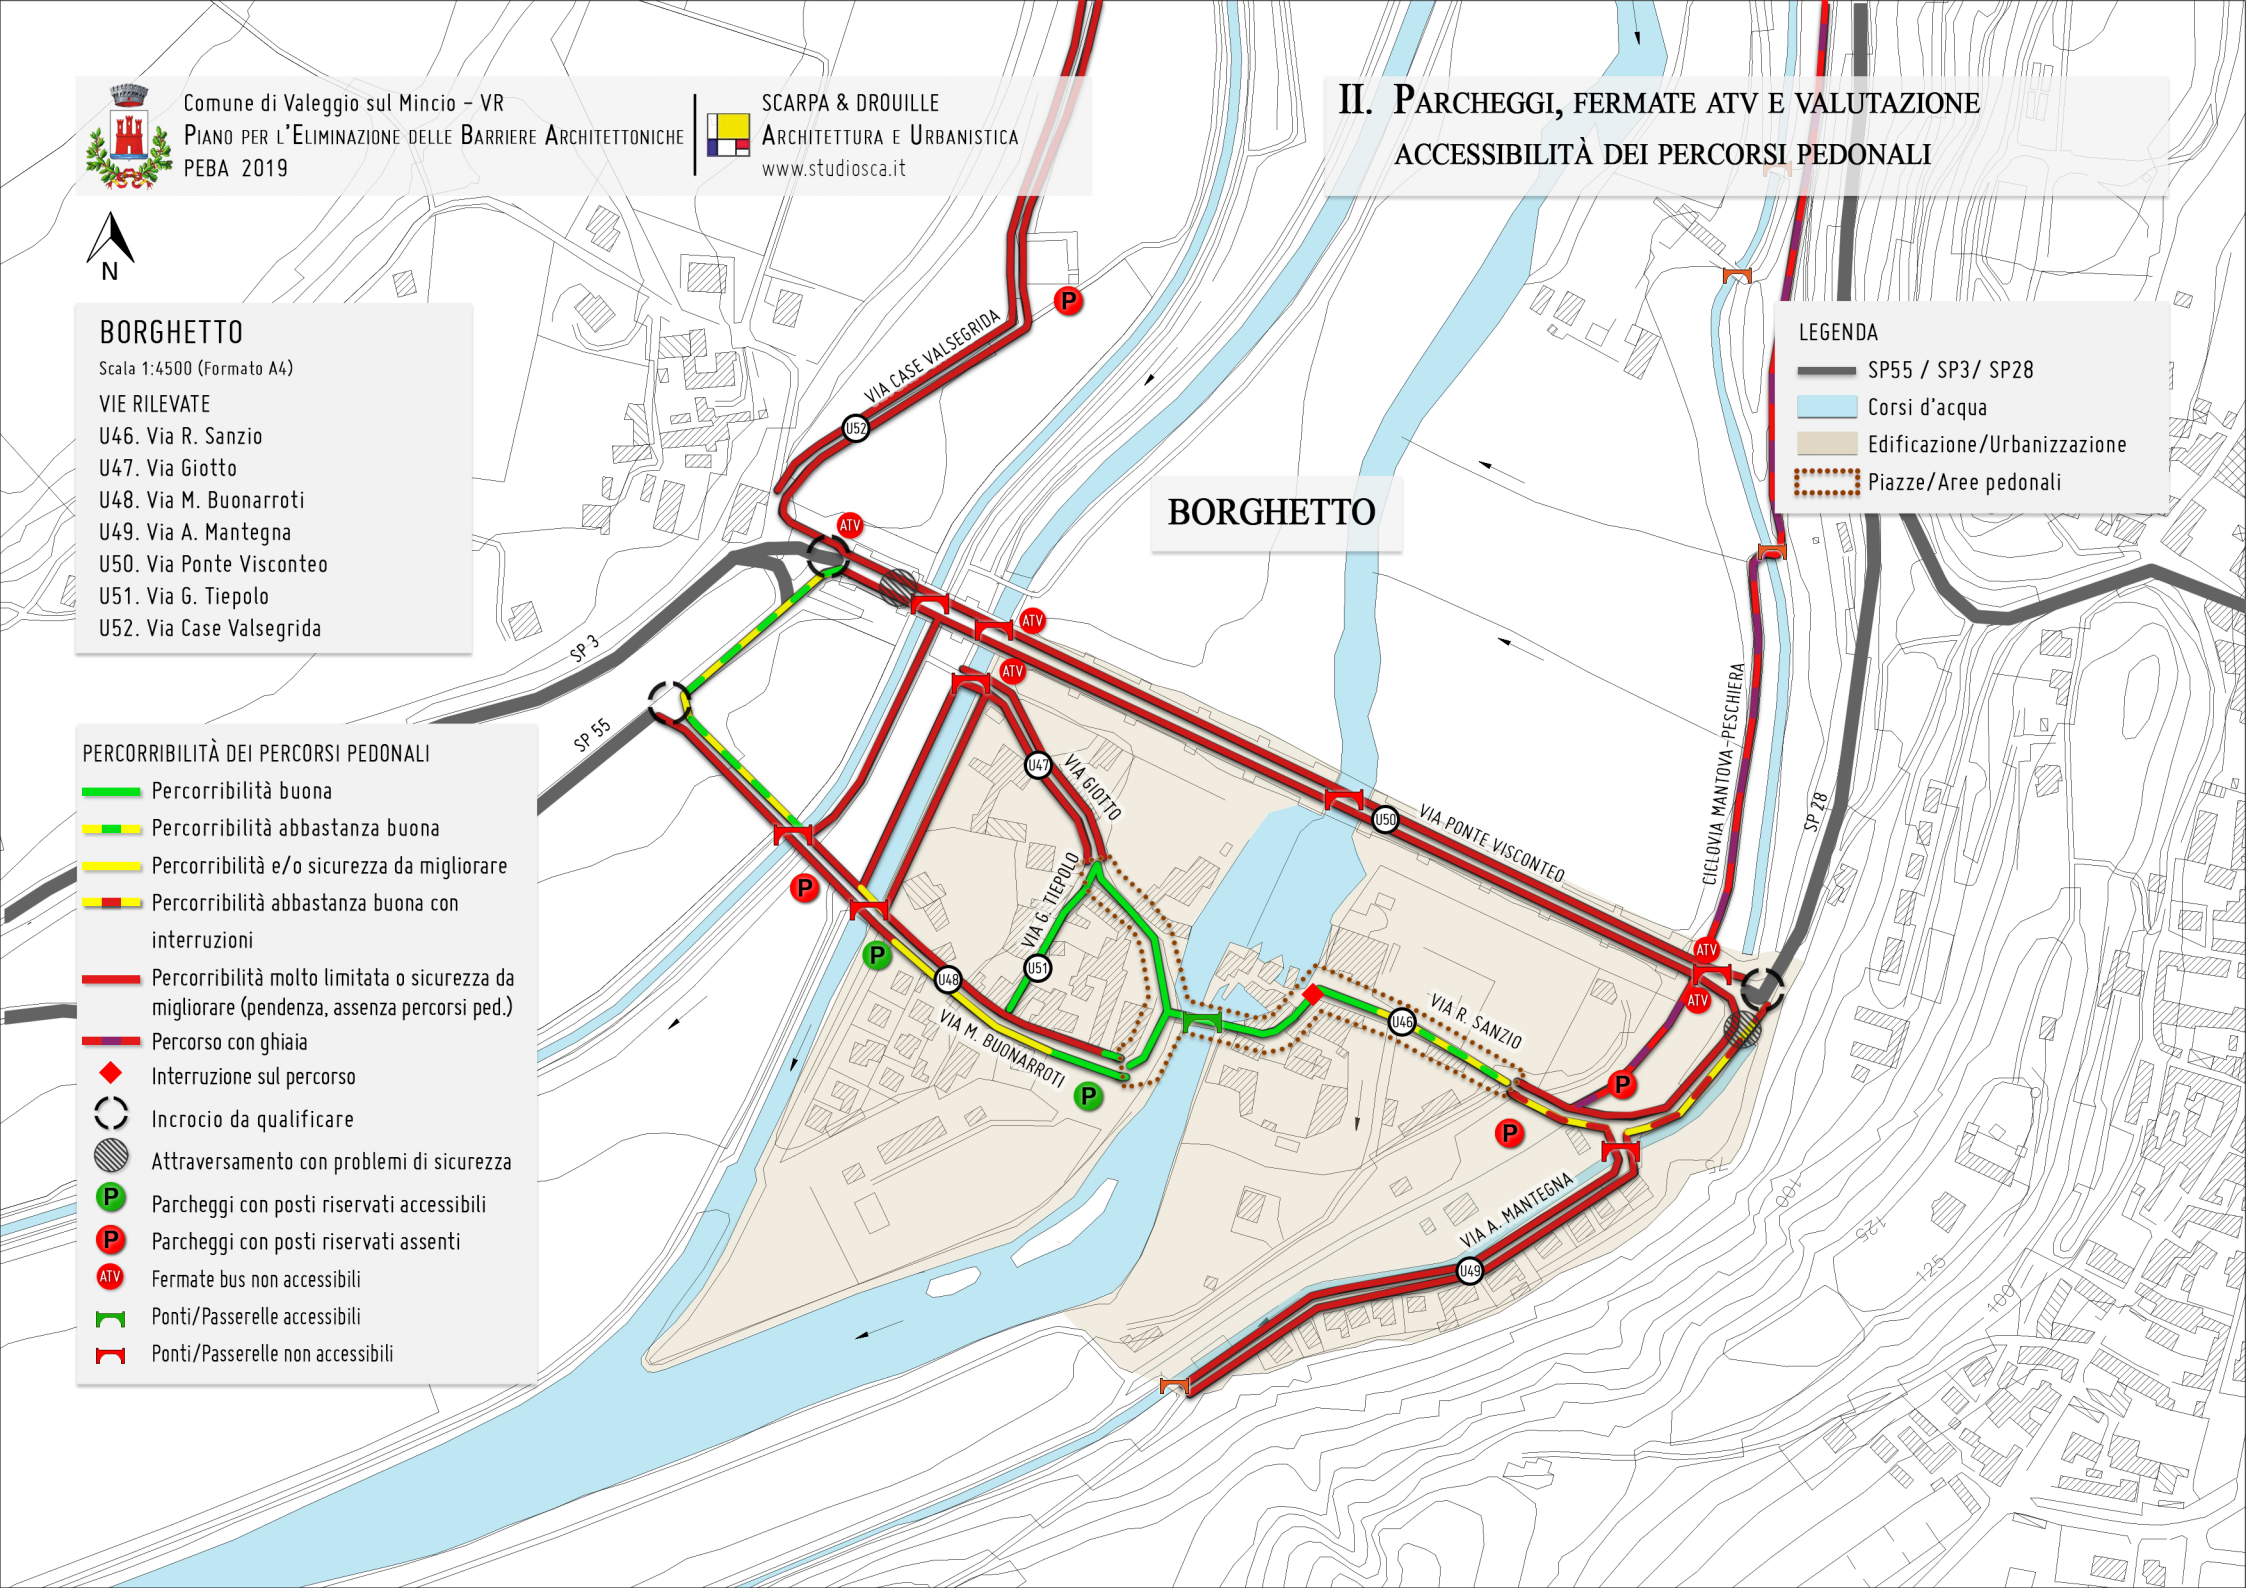 Comune di Valeggio sul Mincio – VR
Piano per l'Eliminazione delle Barriere Architettoniche
PEBA 2019
SCARPA & DROUILLE
Architettura e Urbanistica
www.studiosca.it
II. Parcheggi, fermate atv e valutazione
accessibilità dei percorsi pedonali
N
BORGHETTO
Scala 1:4500 (Formato A4)
VIE RILEVATE
U46. Via R. Sanzio
U47. Via Giotto
U48. Via M. Buonarroti
U49. Via A. Mantegna
U50. Via Ponte Visconteo
U51. Via G. Tiepolo
U52. Via Case Valsegrida
LEGENDA
SP55 / SP3/ SP28
Corsi d'acqua
Edificazione/Urbanizzazione
Piazze/Aree pedonali
PERCORRIBILITÀ DEI PERCORSI PEDONALI
Percorribilità buona
Percorribilità abbastanza buona
Percorribilità e/o sicurezza da migliorare
Percorribilità abbastanza buona con
interruzioni
Percorribilità molto limitata o sicurezza da
migliorare (pendenza, assenza percorsi ped.)
Percorso con ghiaia
Interruzione sul percorso
Incrocio da qualificare
Attraversamento con problemi di sicurezza
P
Parcheggi con posti riservati accessibili
P
Parcheggi con posti riservati assenti
ATV
Fermate bus non accessibili
Ponti/Passerelle accessibili
Ponti/Passerelle non accessibili
P
VIA CASE VALSEGRIDA
U52
BORGHETTO
ATV
ATV
ATV
SP 3
SP 55
U47
VIA GIOTTO
U50
VIA PONTE VISCONTEO
CICLOVIA MANTOVA-PESCHIERA
SP 28
P
P
VIA G. TIEPOLO
U51
U48
VIA M. BUONARROTI
P
U46
VIA R. SANZIO
ATV
ATV
P
P
VIA A. MANTEGNA
U49
75
100
125
125
100